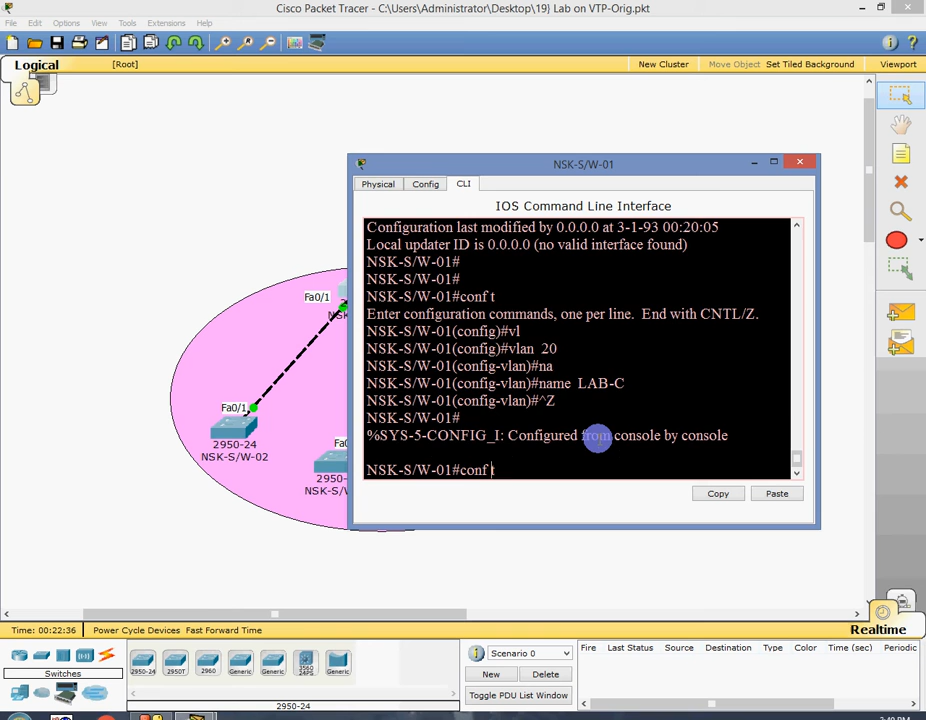 Cisco Packet Tracer - C:\Users\Administrator\Desktop\19} Lab on VTP-Orig.pkt
File Edit Options View Tools Extensions Help
Logical [Root] New Cluster Move Object Set Tiled Background Viewport
NSK-S/W-01
Physical Config CLI
IOS Command Line Interface
Configuration last modified by 0.0.0.0 at 3-1-93 00:20:05
Local updater ID is 0.0.0.0 (no valid interface found)
NSK-S/W-01#
NSK-S/W-01#
NSK-S/W-01#conf t
Enter configuration commands, one per line. End with CNTL/Z.
NSK-S/W-01(config)#vl
NSK-S/W-01(config)#vlan 20
NSK-S/W-01(config-vlan)#na
NSK-S/W-01(config-vlan)#name LAB-C
NSK-S/W-01(config-vlan)#^Z
NSK-S/W-01#
%SYS-5-CONFIG_I: Configured from console by console
NSK-S/W-01#conf t
Copy Paste
Fa0/1
Fa0/1
2950-24
NSK-S/W-02
Time: 00:22:36 Power Cycle Devices Fast Forward Time Realtime
Switches
2950-24 2950T 2960 Generic Generic 3560 24PS Generic
2950-24
Scenario 0
New Delete
Toggle PDU List Window
Fire Last Status Source Destination Type Color Time (sec) Periodic